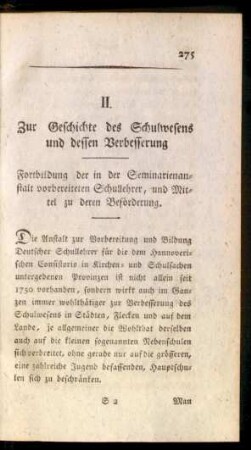 275
II.
Zur Geschichte des Schulwesens
und dessen Verbesserung
Fortbildung der in der Seminarienan-
stalt vorbereiteten Schullehrer, und Mit-
tel zu deren Beförderung.
Die Anstalt zur Vorbereitung und Bildung
Deutscher Schullehrer für die dem Hannoveri-
schen Consistorio in Kirchen- und Schulsachen
untergebenen Provinzen ist nicht allein seit
1750 vorhanden, sondern wirkt auch im Gan-
zen immer wohlthätiger zur Verbesserung des
Schulwesens in Städten, Flecken und auf dem
Lande, je allgemeiner die Wohlthat derselben
auch auf die kleinen sogenannten Nebenschulen
sich verbreitet, ohne gerade nur auf die grösseren,
eine zahlreiche Jugend befassenden, Hauptschu-
len sich zu beschränken.
S 2
Man